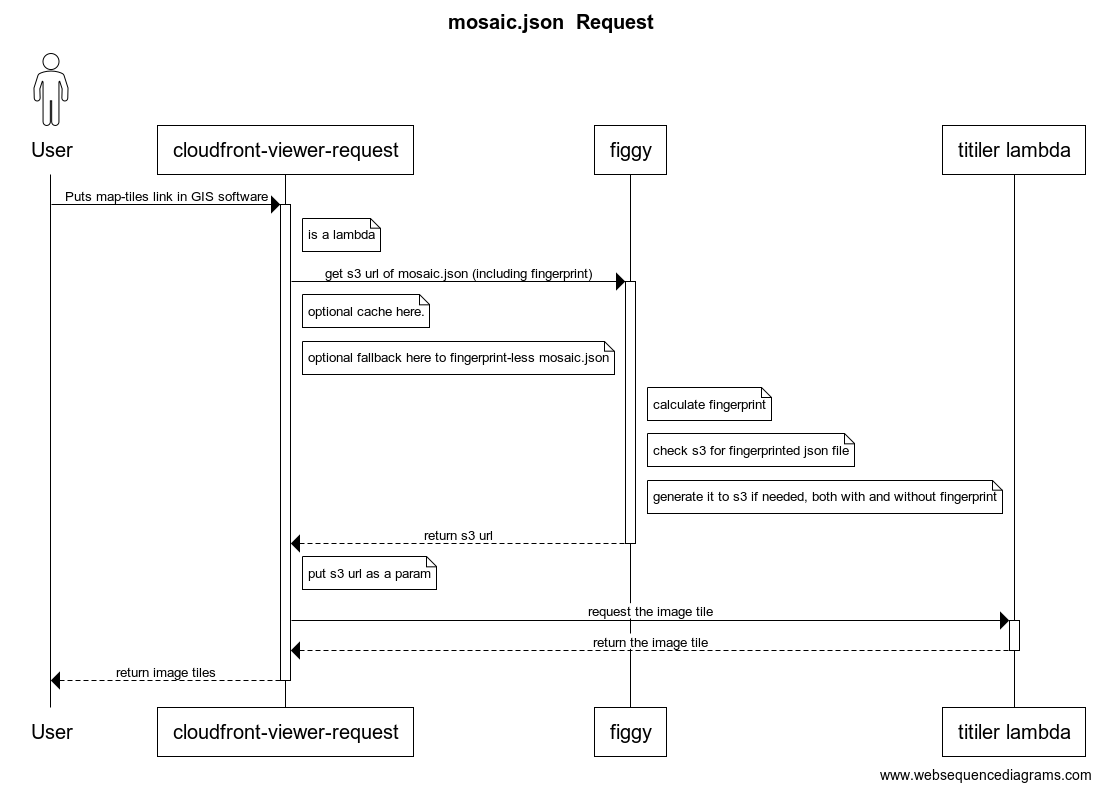 mosaic.json  Request
User
cloudfront-viewer-request
figgy
titiler lambda
Puts map-tiles link in GIS software
is a lambda
get s3 url of mosaic.json (including fingerprint)
optional cache here.
optional fallback here to fingerprint-less mosaic.json
calculate fingerprint
check s3 for fingerprinted json file
generate it to s3 if needed, both with and without fingerprint
return s3 url
put s3 url as a param
request the image tile
return the image tile
return image tiles
User
cloudfront-viewer-request
figgy
titiler lambda
www.websequencediagrams.com